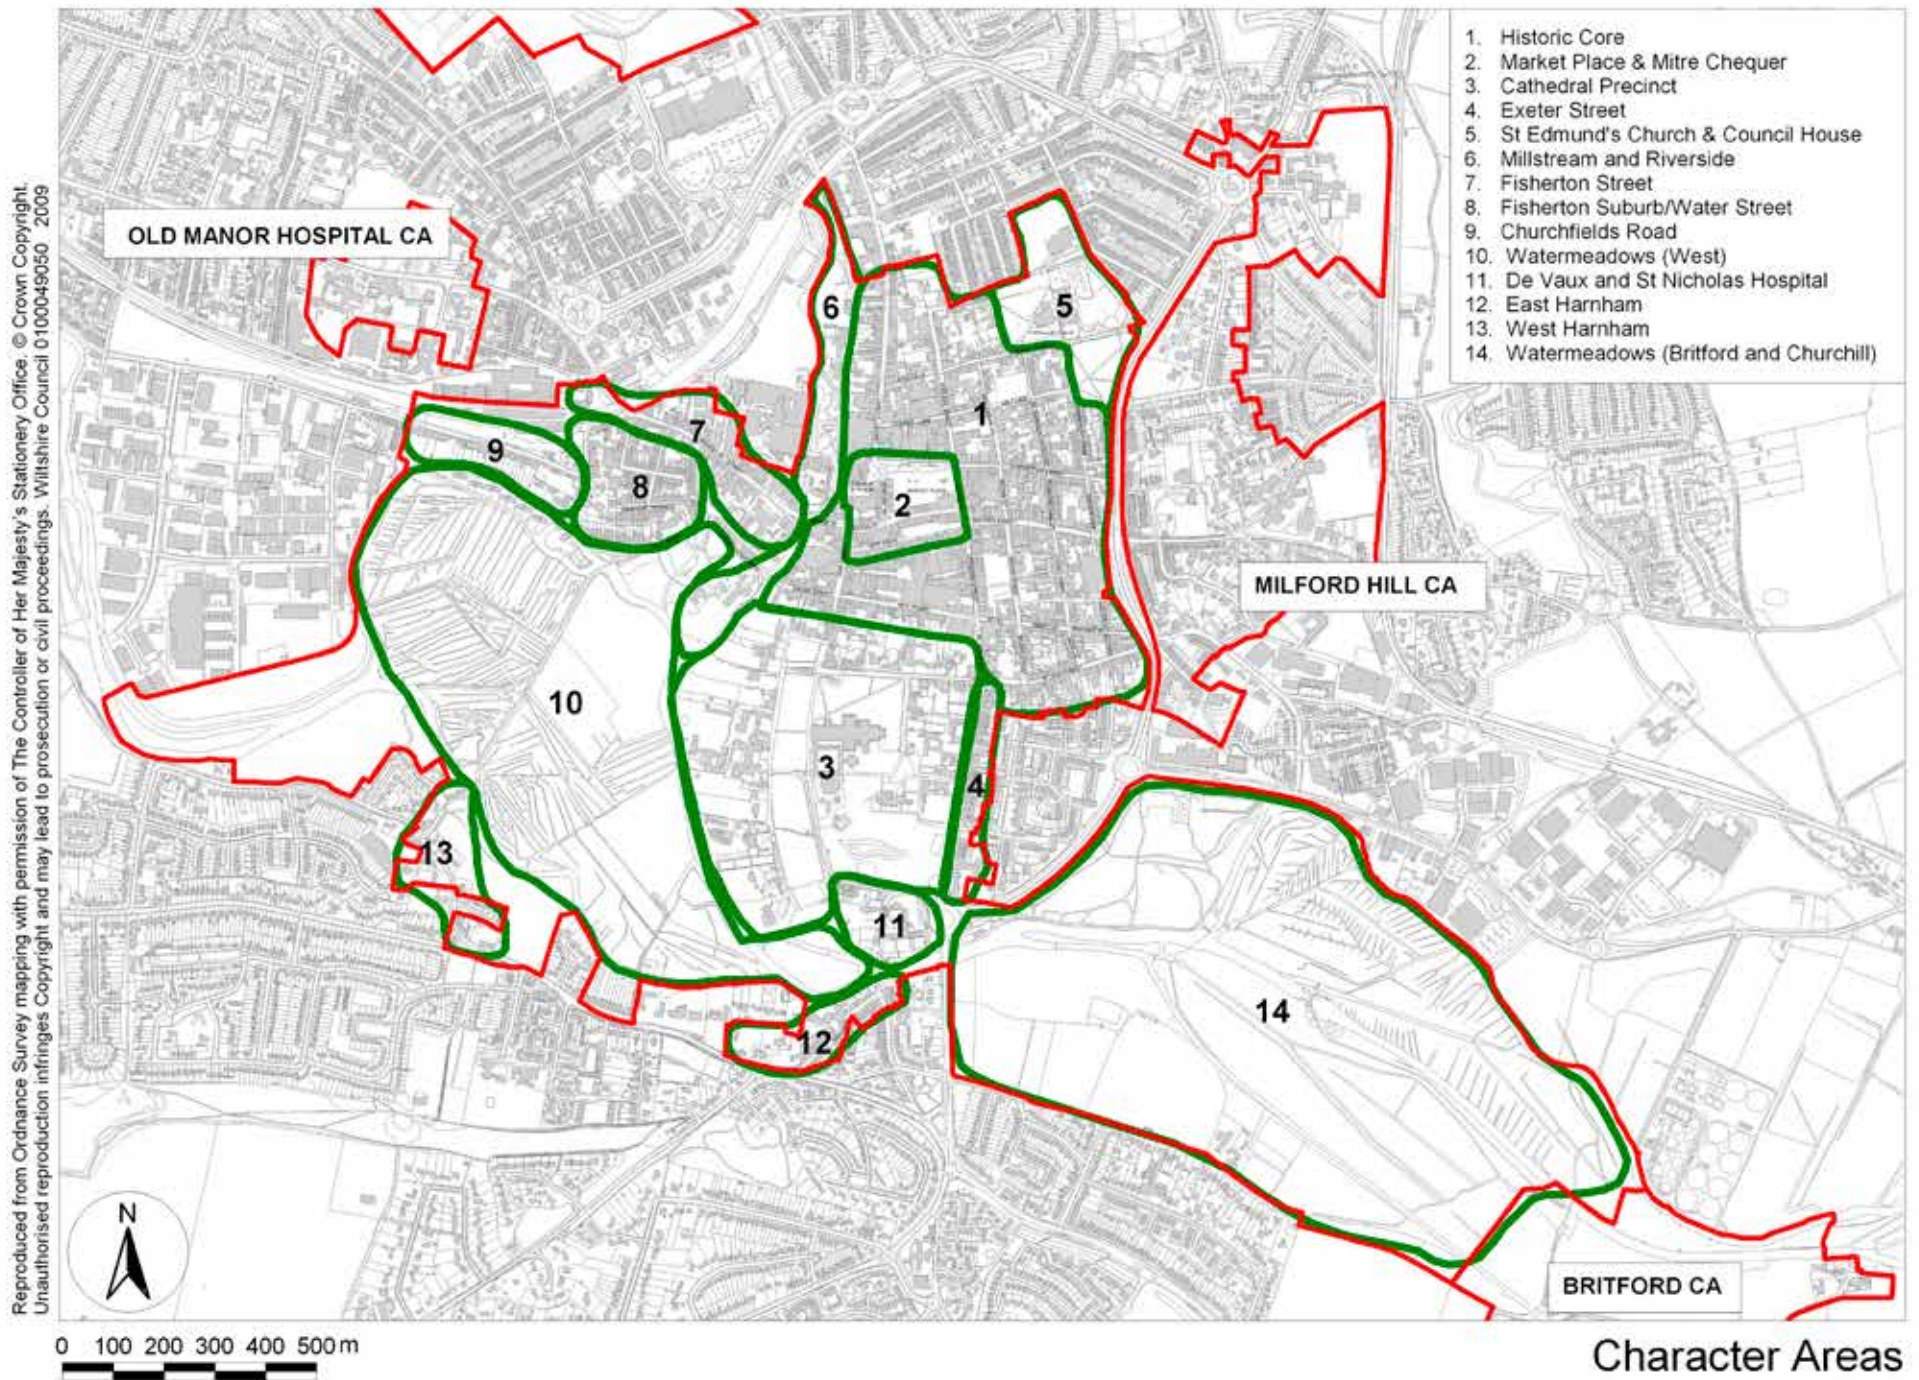 1. Historic Core
2. Market Place & Mitre Chequer
3. Cathedral Precinct
4. Exeter Street
5. St Edmund's Church & Council House
6. Millstream and Riverside
7. Fisherton Street
8. Fisherton Suburb/Water Street
9. Churchfields Road
10. Watermeadows (West)
11. De Vaux and St Nicholas Hospital
12. East Harnham
13. West Harnham
14. Watermeadows (Britford and Churchill)
OLD MANOR HOSPITAL CA
6
5
1
7
9
8
2
MILFORD HILL CA
10
3
4
13
11
14
12
N
BRITFORD CA
0 100 200 300 400 500 m
Character Areas
Reproduced from Ordnance Survey mapping with permission of The Controller of Her Majesty's Stationery Office. © Crown Copyright.
Unauthorised reproduction infringes Copyright and may lead to prosecution or civil proceedings. Wiltshire Council 0100049050 2009